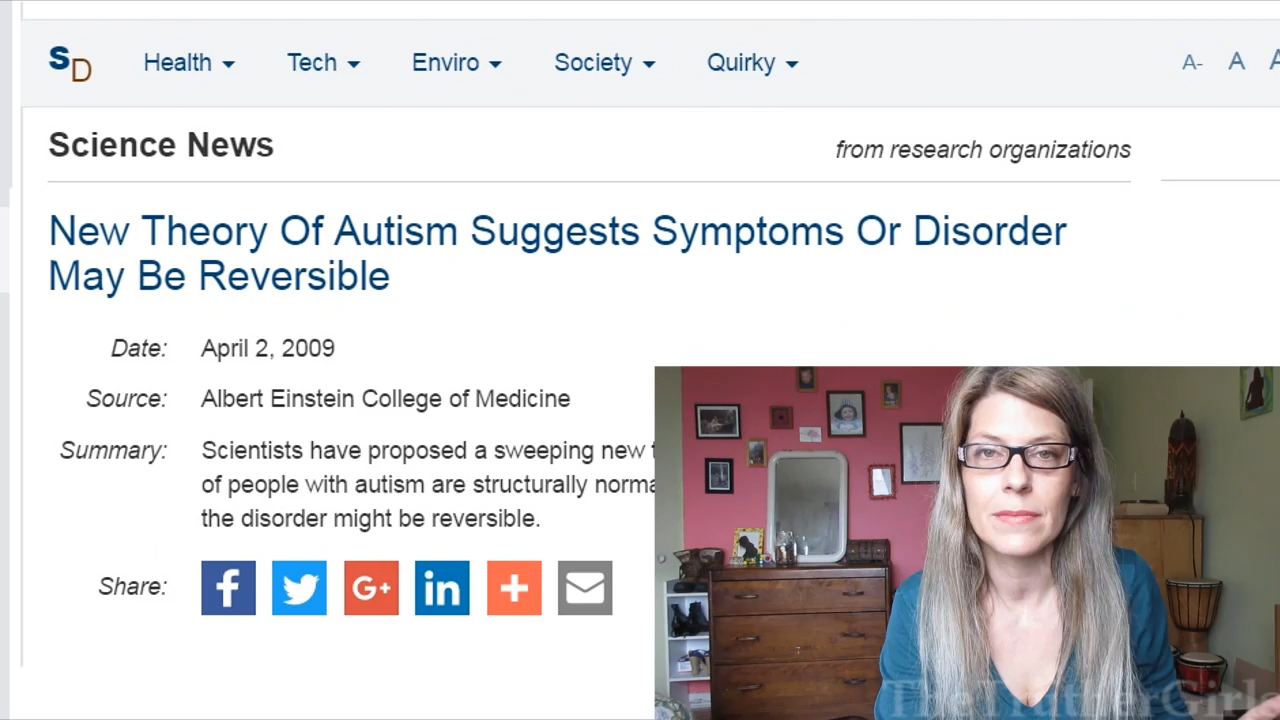 SD Health Tech Enviro Society Quirky A- A
Science News
from research organizations
New Theory Of Autism Suggests Symptoms Or Disorder
May Be Reversible
Date: April 2, 2009
Source: Albert Einstein College of Medicine
Summary: Scientists have proposed a sweeping new
of people with autism are structurally
the disorder might be reversible.
Share:
TheTrutherGirls